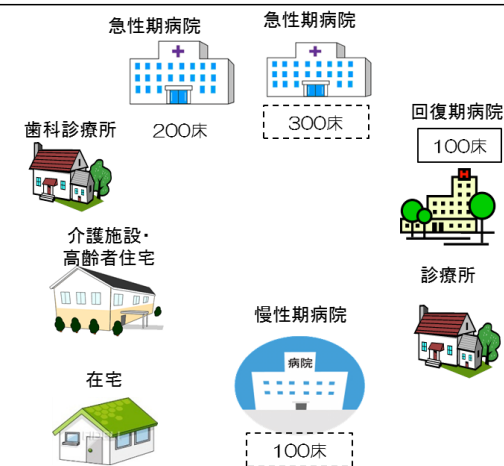 急性期病院
急性期病院
200床
300床
回復期病院
100床
歯科診療所
介護施設・
高齢者住宅
診療所
慢性期病院
病院
100床
在宅